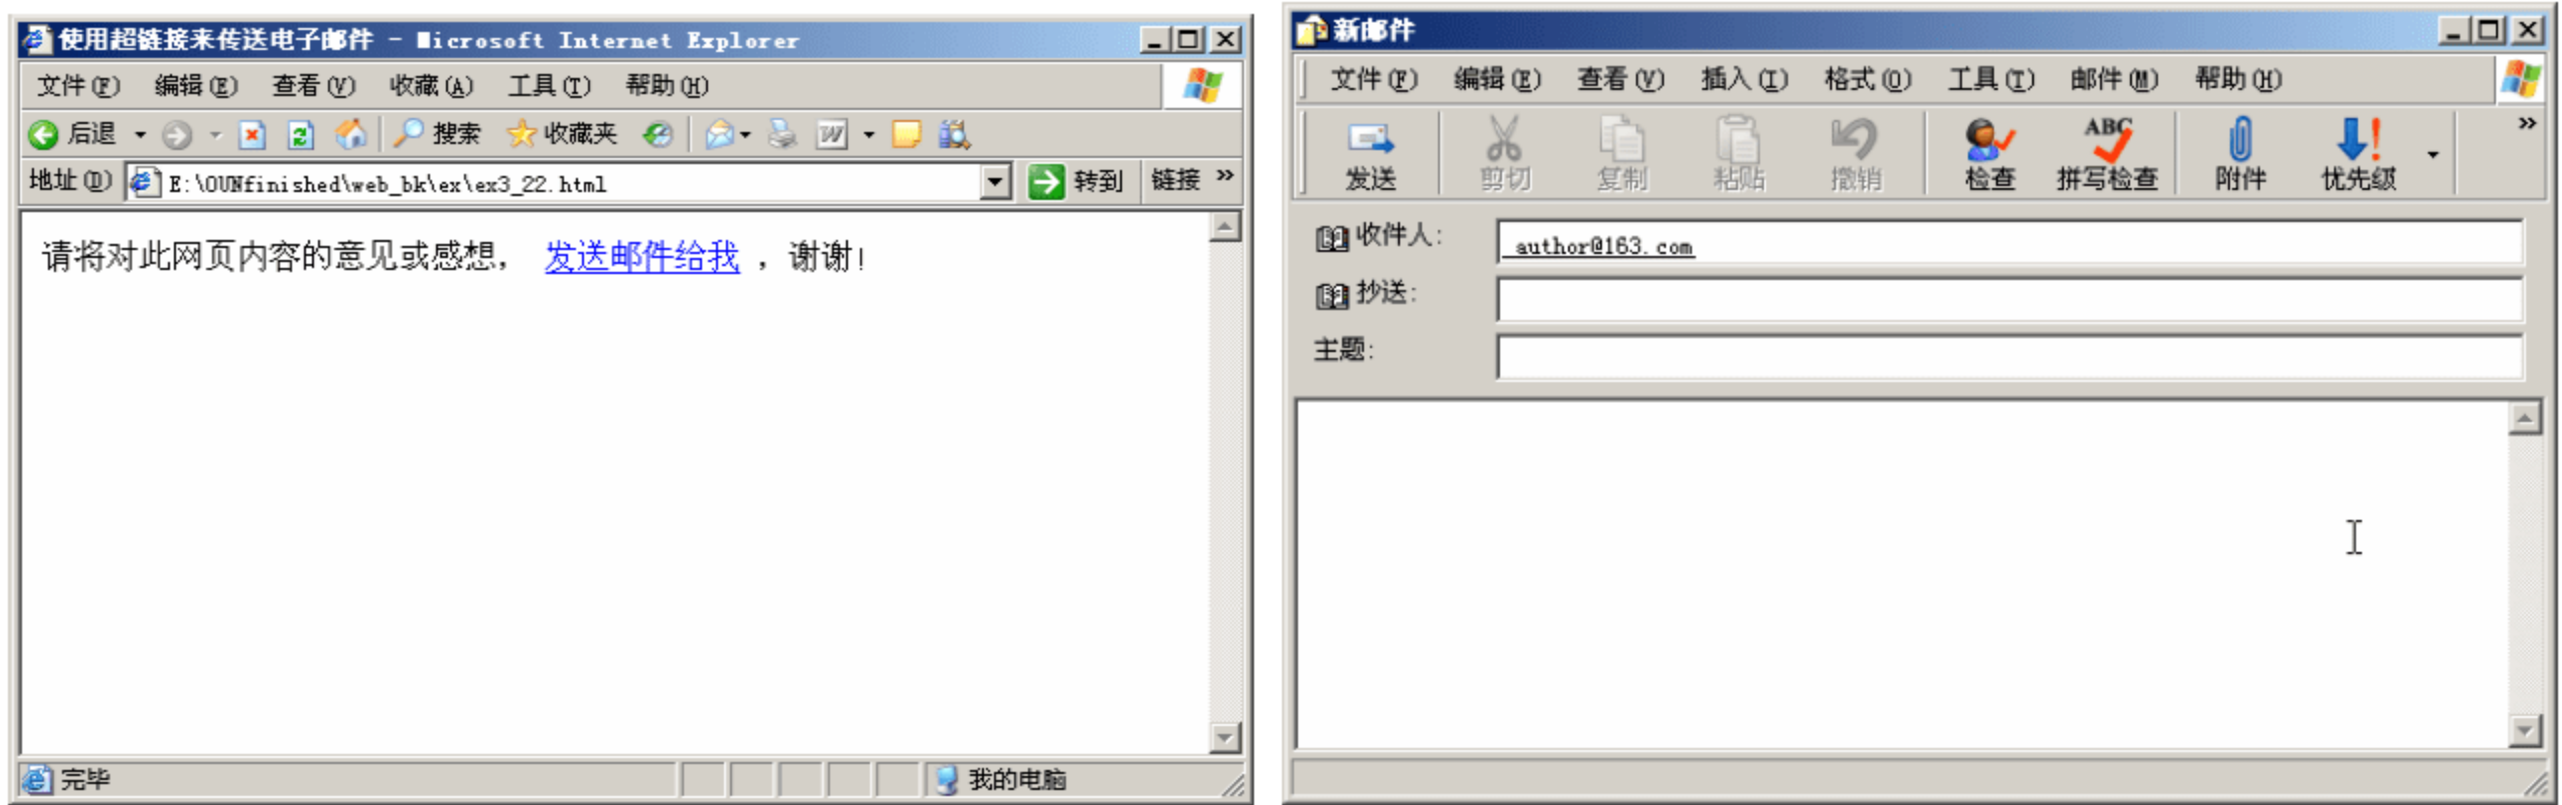 使用超链接来传送电子邮件 - Microsoft Internet Explorer
文件(F) 编辑(E) 查看(V) 收藏(A) 工具(T) 帮助(H)
后退 搜索 收藏夹
地址(D) E:\OUNfinished\web_bk\ex\ex3_22.html 转到 链接 »
请将对此网页内容的意见或感想， 发送邮件给我 ，谢谢!
完毕 我的电脑
新邮件
文件(F) 编辑(E) 查看(V) 插入(I) 格式(O) 工具(T) 邮件(M) 帮助(H)
发送 剪切 复制 粘贴 撤销 检查 ABC 拼写检查 附件 优先级 »
收件人: author@163.com
抄送:
主题: